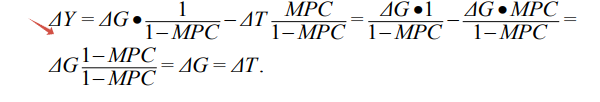 ΔY = ΔG • 1/(1−MPC) − ΔT MPC/(1−MPC) = ΔG•1/(1−MPC) − ΔG•MPC/(1−MPC) =
ΔG (1−MPC)/(1−MPC) = ΔG = ΔT.